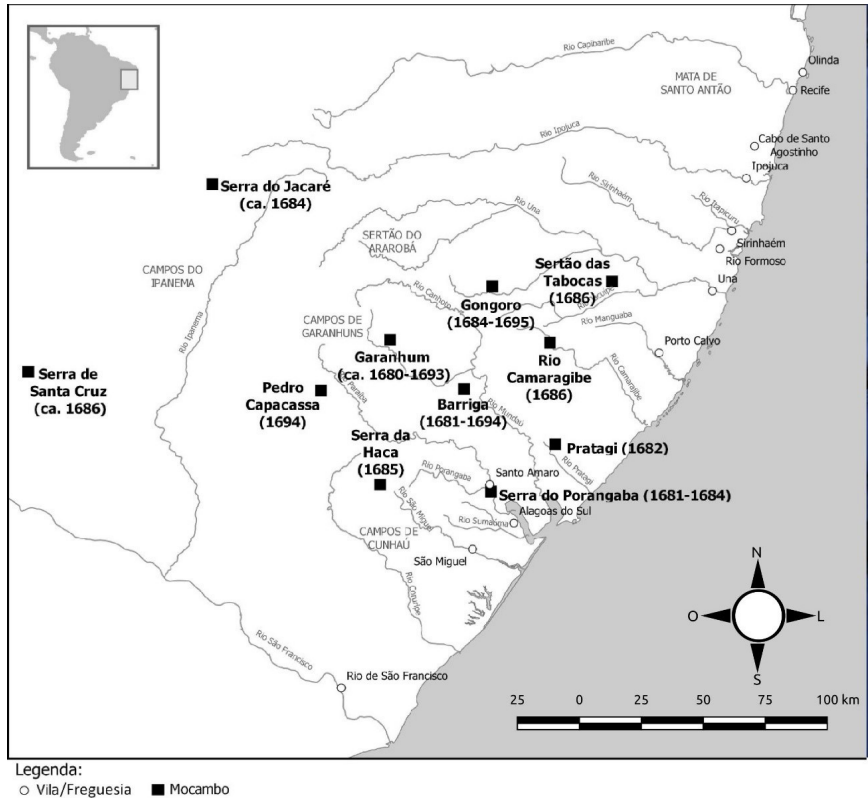 Rio Capibaribe
Olinda
MATA DE
SANTO ANTÃO
Recife
Rio Ipojuca
Cabo de Santo
Agostinho
Ipojuca
Serra do Jacaré
(ca. 1684)
Rio Sirinhaém
Rio Itapicuru
Rio Una
SERTÃO DO
ARAROBÁ
Sirinhaém
Rio Formoso
CAMPOS DO
IPANEMA
Sertão das
Tabocas
(1686)
Una
Gongoro
(1684-1695)
Rio Canhoto
Rio Manguaba
Rio Ipanema
CAMPOS DE
GARANHUNS
Garanhum
(ca. 1680-1693)
Porto Calvo
Rio
Camaragibe
(1686)
Rio Camarajibe
Serra de
Santa Cruz
(ca. 1686)
Pedro
Capacassa
(1694)
Rio Paraíba
Barriga
(1681-1694)
Rio Mundaú
Serra da
Haca
(1685)
Pratagi (1682)
Rio Pratagi
Rio Porangaba
Santo Amaro
Serra do Porangaba (1681-1684)
Rio São Miguel
Rio Sumaúma
Alagoas do Sul
CAMPOS DE
CUNHAÚ
São Miguel
Rio São Francisco
Rio de São Francisco
N
O
L
S
25 0 25 50 75 100 km
Legenda:
Vila/Freguesia
Mocambo